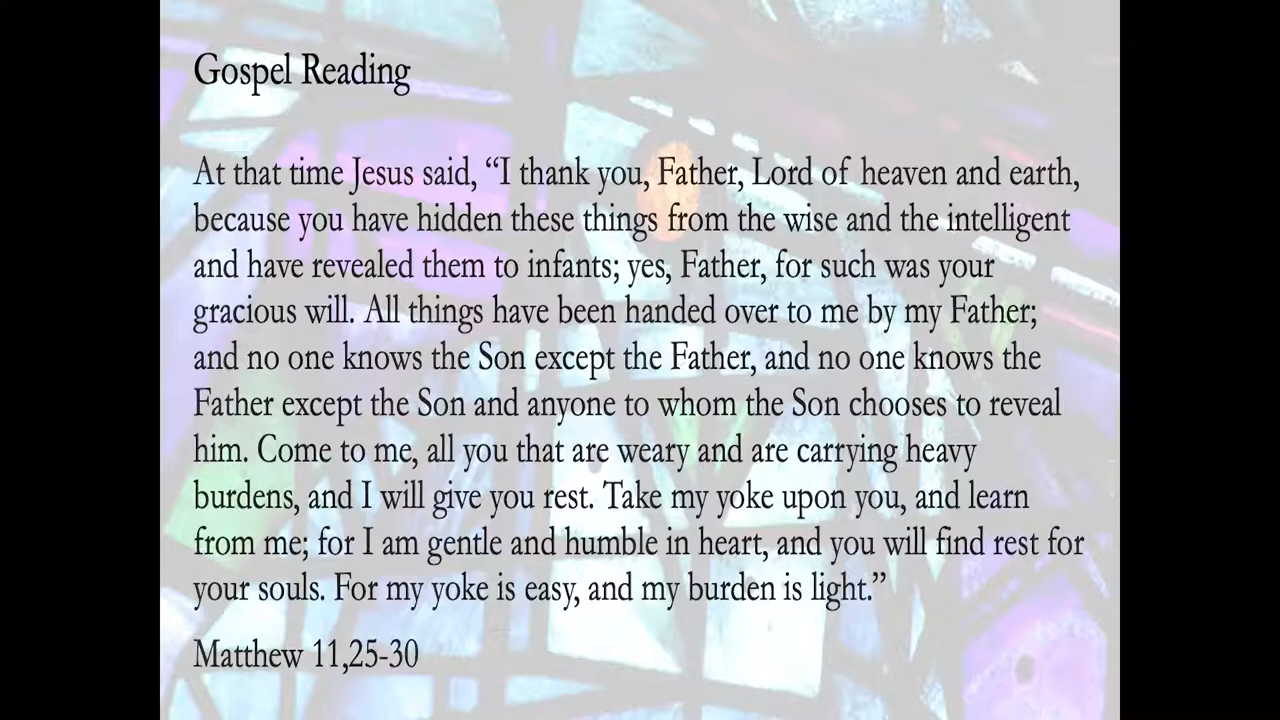 Gospel Reading
At that time Jesus said, “I thank you, Father, Lord of heaven and earth,
because you have hidden these things from the wise and the intelligent
and have revealed them to infants; yes, Father, for such was your
gracious will. All things have been handed over to me by my Father;
and no one knows the Son except the Father, and no one knows the
Father except the Son and anyone to whom the Son chooses to reveal
him. Come to me, all you that are weary and are carrying heavy
burdens, and I will give you rest. Take my yoke upon you, and learn
from me; for I am gentle and humble in heart, and you will find rest for
your souls. For my yoke is easy, and my burden is light.”
Matthew 11,25-30